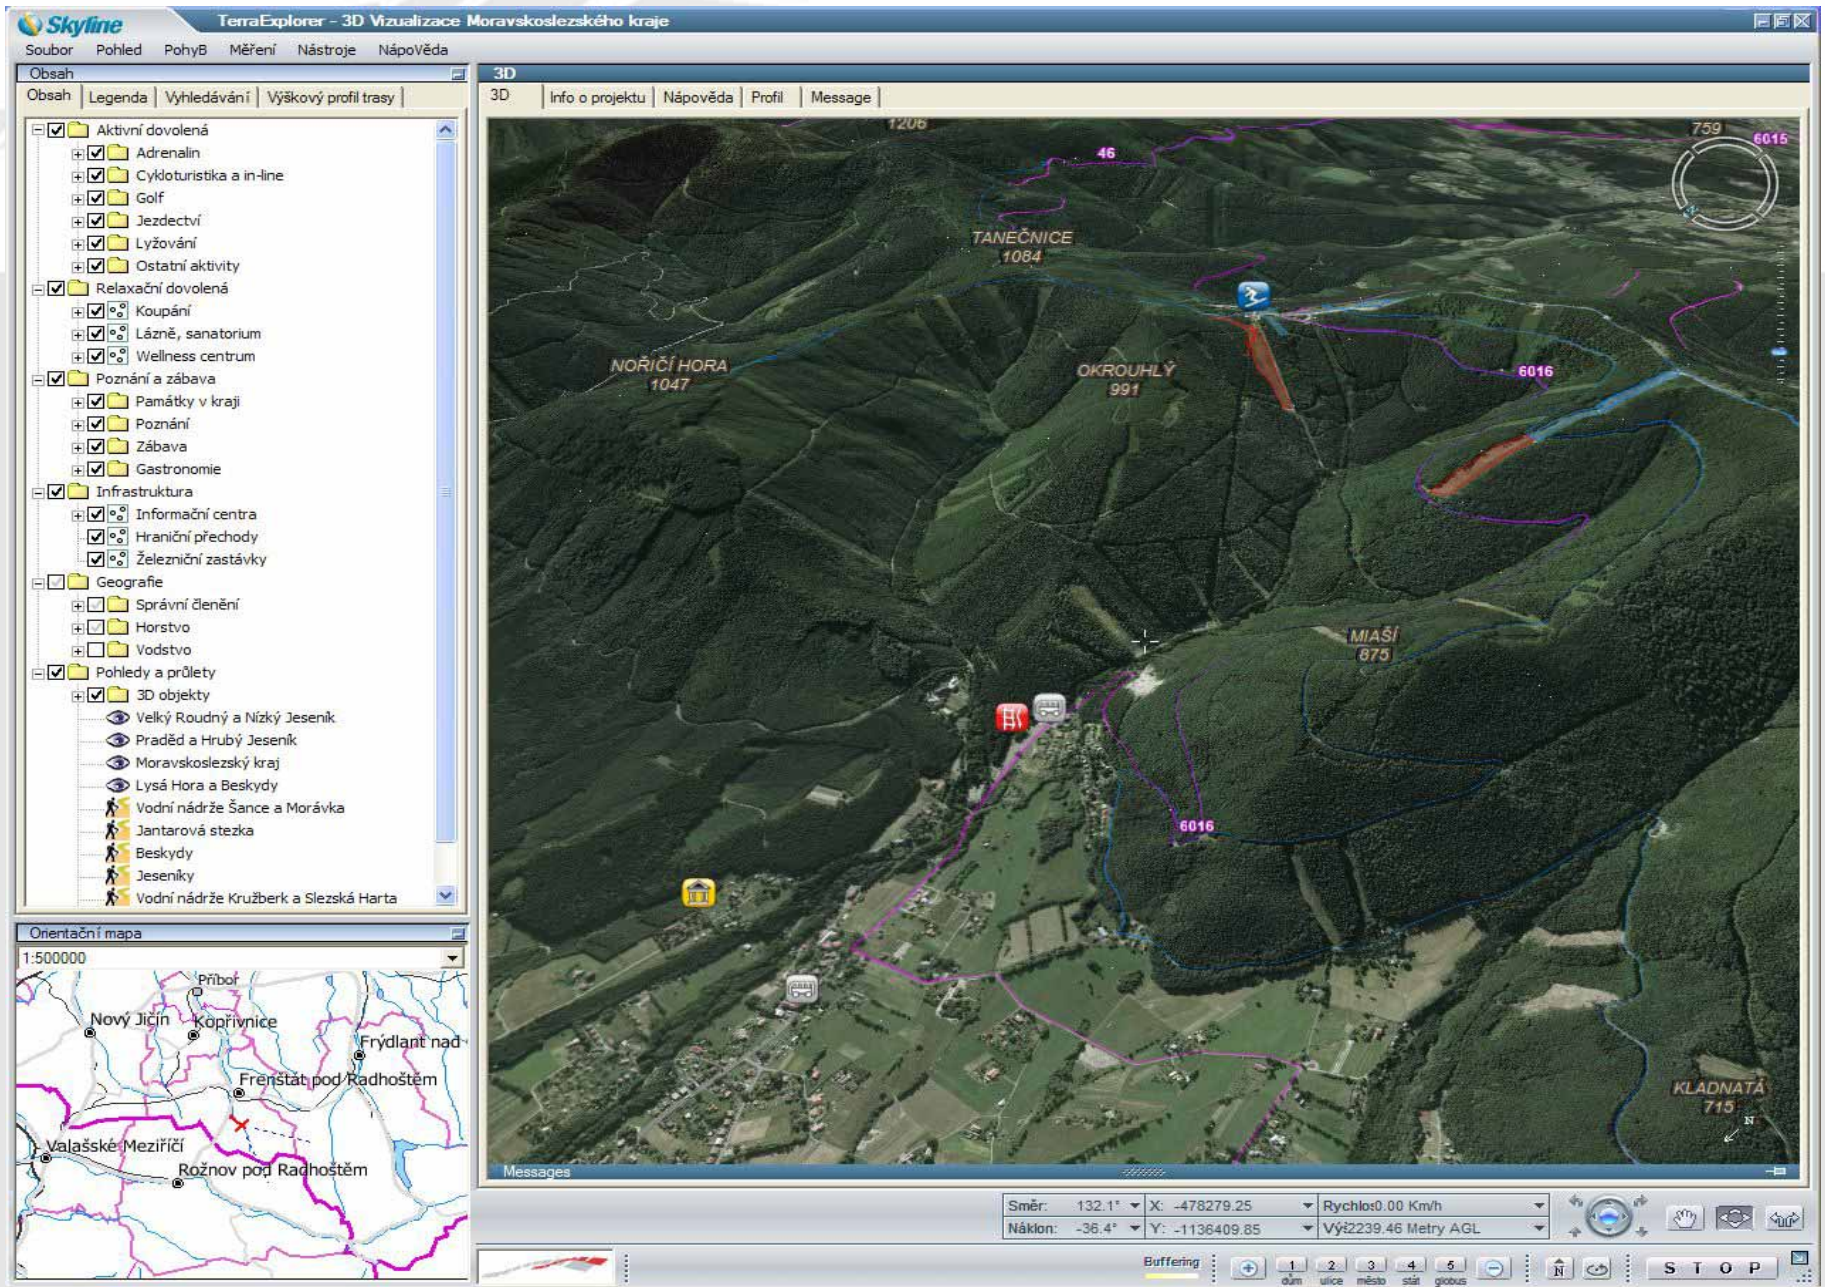 Skyline
TerraExplorer - 3D Vizualizace Moravskoslezského kraje
Soubor Pohled PohyB Měření Nástroje NápoVěda
Obsah
Obsah Legenda Vyhledávání Výškový profil trasy
Aktivní dovolená
Adrenalin
Cykloturistika a in-line
Golf
Jezdectví
Lyžování
Ostatní aktivity
Relaxační dovolená
Koupání
Lázně, sanatorium
Wellness centrum
Poznání a zábava
Památky v kraji
Poznání
Zábava
Gastronomie
Infrastruktura
Informační centra
Hraniční přechody
Železniční zastávky
Geografie
Správní členění
Horstvo
Vodstvo
Pohledy a průlety
3D objekty
Velký Roudný a Nízký Jeseník
Praděd a Hrubý Jeseník
Moravskoslezský kraj
Lysá Hora a Beskydy
Vodní nádrže Šance a Morávka
Jantarová stezka
Beskydy
Jeseníky
Vodní nádrže Kružberk a Slezská Harta
Orientační mapa
1:500000
Příbor
Nový Jičín
Kopřivnice
Frýdlant nad
Frenštát pod Radhoštěm
Valašské Meziříčí
Rožnov pod Radhoštěm
3D
3D Info o projektu Nápověda Profil Message
1206
759
6015
46
TANEČNICE
1084
NOŘIČÍ HORA
1047
OKROUHLÝ
991
6016
MIAŠÍ
875
6016
KLADNATÁ
715
N
Messages
Směr: 132.1° X: -478279.25 Rychlos0.00 Km/h
Náklon: -36.4° Y: -1136409.85 Výš2239.46 Metry AGL
Buffering
1 2 3 4 5
dům ulice město stát globus
N
S T O P